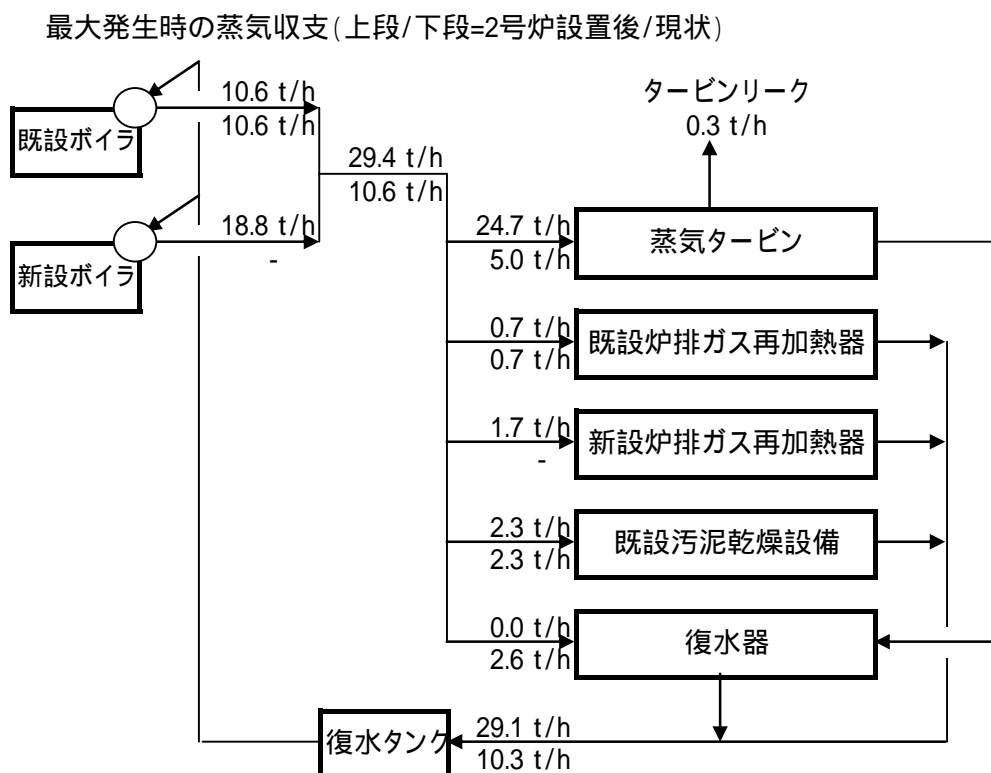 最大発生時の蒸気収支(上段/下段=2号炉設置後/現状)
10.6 t/h
10.6 t/h
既設ボイラ
タービンリーク
0.3 t/h
29.4 t/h
10.6 t/h
18.8 t/h
-
新設ボイラ
24.7 t/h
5.0 t/h
蒸気タービン
0.7 t/h
0.7 t/h
既設炉排ガス再加熱器
1.7 t/h
-
新設炉排ガス再加熱器
2.3 t/h
2.3 t/h
既設汚泥乾燥設備
0.0 t/h
2.6 t/h
復水器
復水タンク
29.1 t/h
10.3 t/h